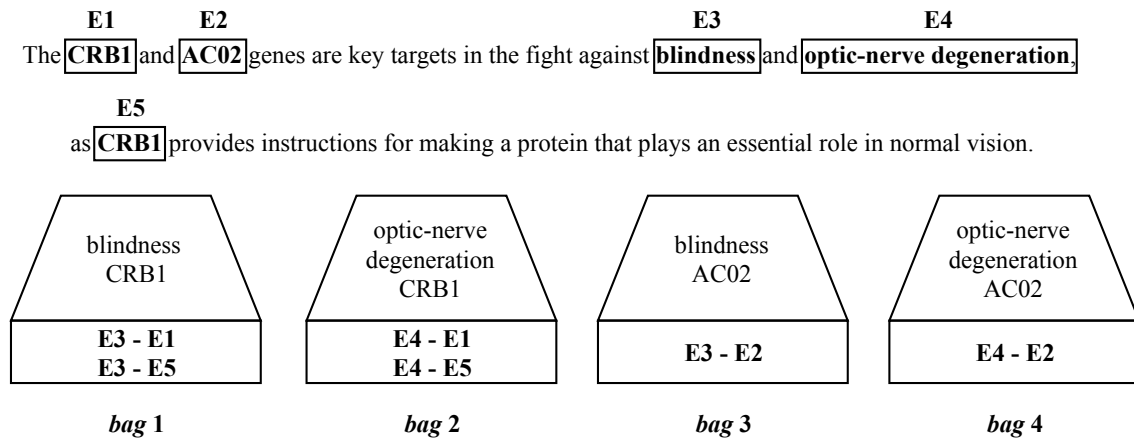 E1 E2 E3 E4
The CRB1 and AC02 genes are key targets in the fight against blindness and optic-nerve degeneration,
E5
as CRB1 provides instructions for making a protein that plays an essential role in normal vision.
blindness
CRB1
E3 - E1
E3 - E5
bag 1
optic-nerve
degeneration
CRB1
E4 - E1
E4 - E5
bag 2
blindness
AC02
E3 - E2
bag 3
optic-nerve
degeneration
AC02
E4 - E2
bag 4